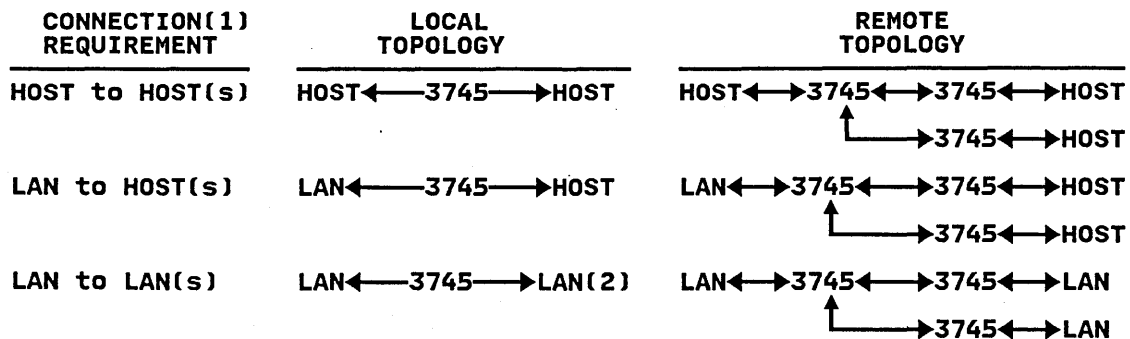 CONNECTION(1) LOCAL REMOTE
REQUIREMENT TOPOLOGY TOPOLOGY
HOST to HOST(s) HOST◄——3745——►HOST HOST◄—►3745◄—►3745◄—►HOST
►3745◄—►HOST
LAN to HOST(s) LAN◄——3745——►HOST LAN◄—►3745◄—►3745◄—►HOST
►3745◄—►HOST
LAN to LAN(s) LAN◄——3745——►LAN(2) LAN◄—►3745◄—►3745◄—►LAN
►3745◄—►LAN